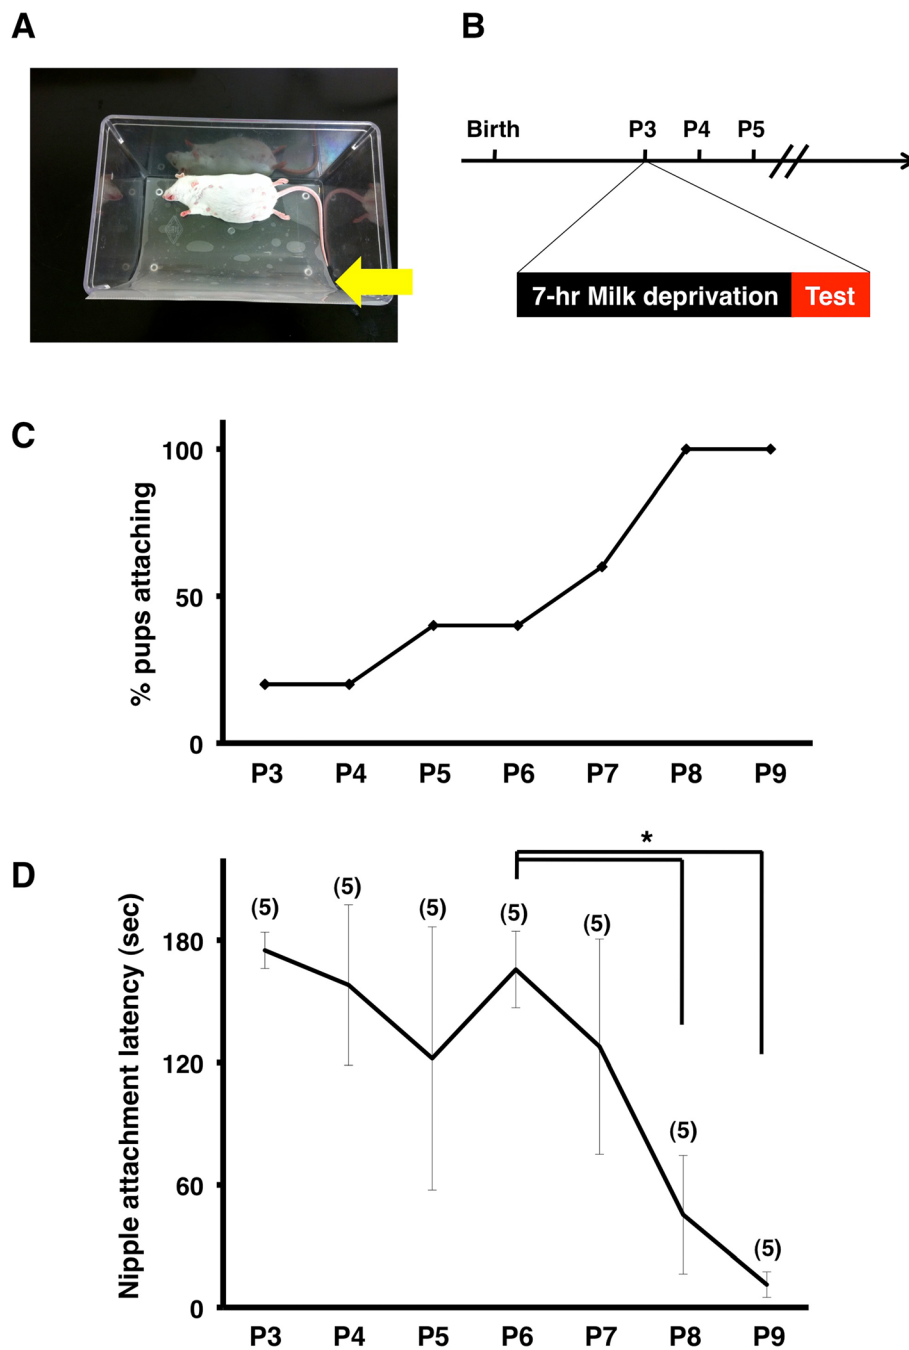 A
B
Birth P3 P4 P5
7-hr Milk deprivation Test
C
% pups attaching
100
50
0
P3 P4 P5 P6 P7 P8 P9
D
Nipple attachment latency (sec)
*
(5) (5) (5) (5) (5) (5) (5)
180
120
60
0
P3 P4 P5 P6 P7 P8 P9